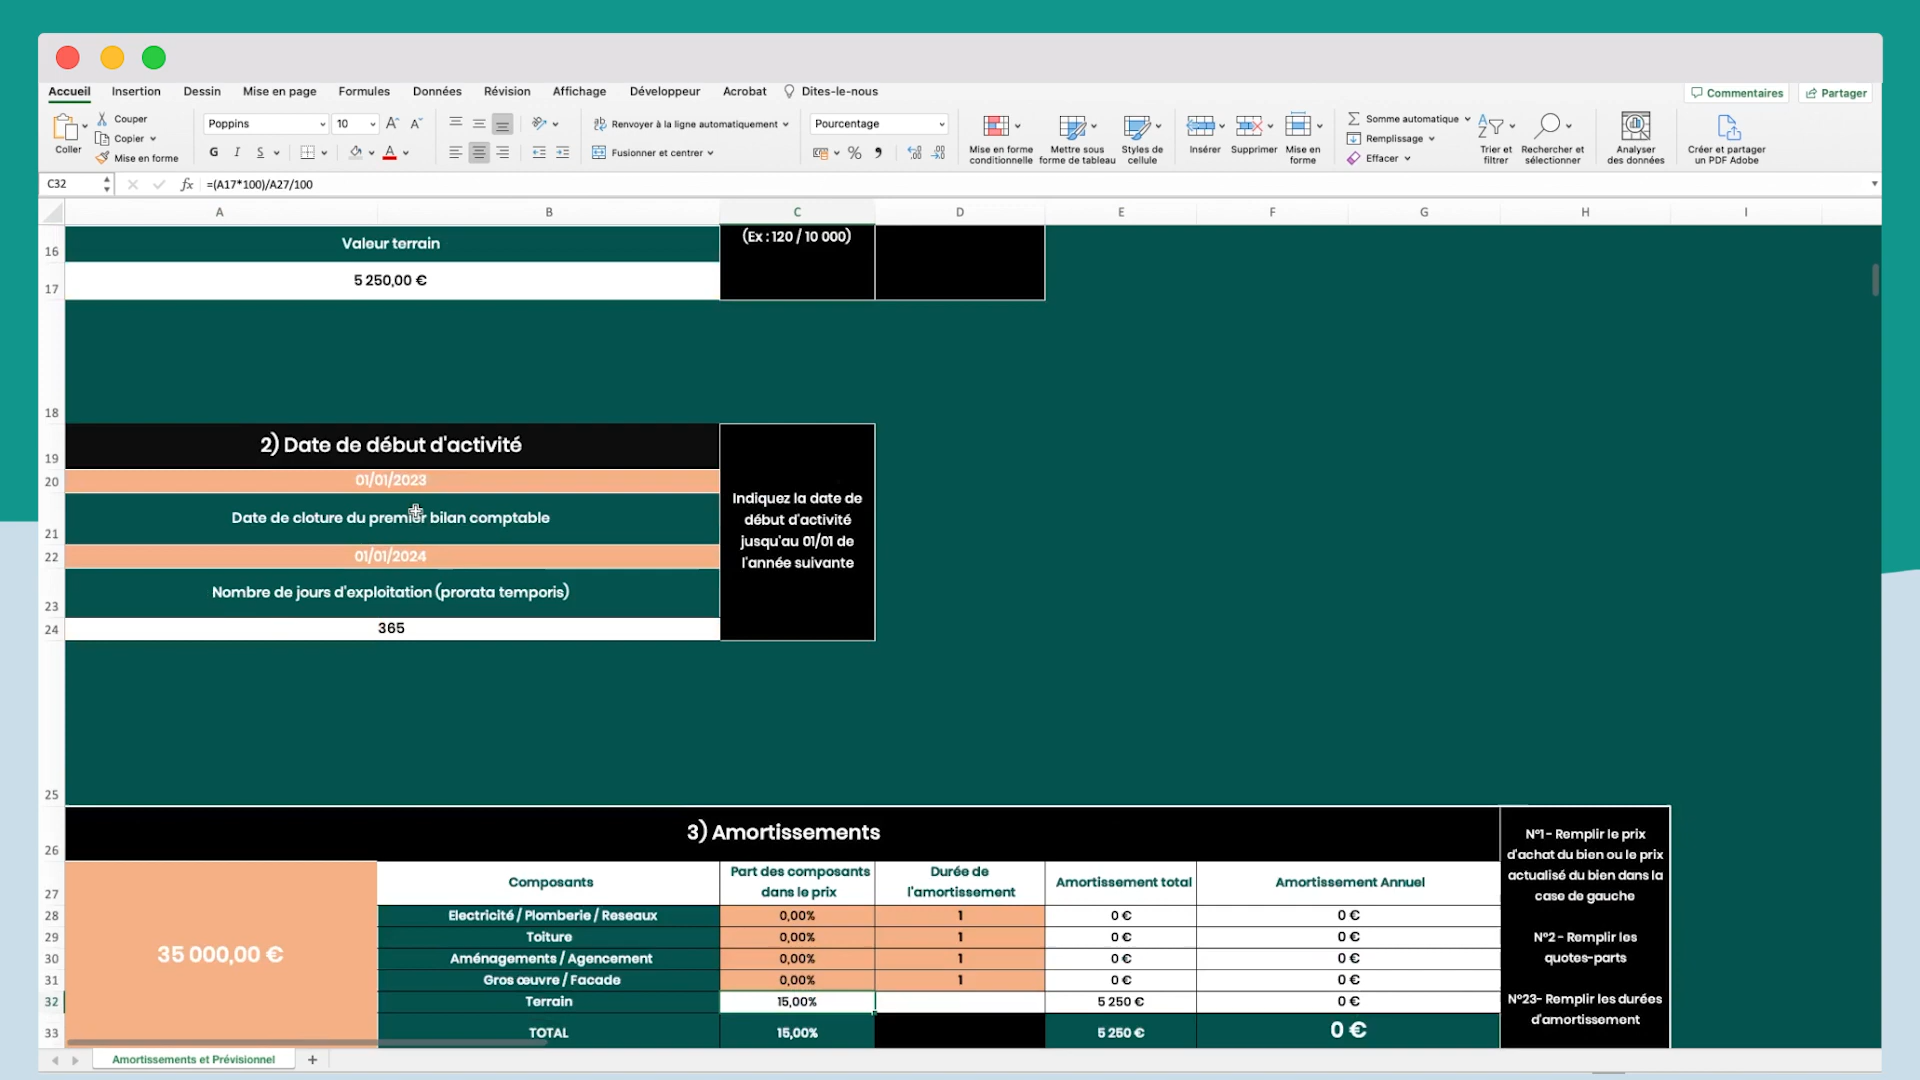 Accueil Insertion Dessin Mise en page Formules Données Révision Affichage Développeur Acrobat Dites-le-nous Commentaires Partager
Coller
Couper
Copier
Mise en forme
Poppins 10
G I S
Renvoyer à la ligne automatiquement
Fusionner et centrer
Pourcentage
%
Mise en forme conditionnelle
Mettre sous forme de tableau
Styles de cellule
Insérer
Supprimer
Mise en forme
Somme automatique
Remplissage
Effacer
Trier et filtrer
Rechercher et sélectionner
Analyser des données
Créer et partager un PDF Adobe
C32 fx =(A17*100)/A27/100
A B C D E F G H I
16 Valeur terrain (Ex : 120 / 10 000)
17 5 250,00 €
18
19 2) Date de début d'activité
20 01/01/2023
21 Date de cloture du premier bilan comptable
22 01/01/2024
23 Nombre de jours d'exploitation (prorata temporis)
24 365
Indiquez la date de
début d'activité
jusqu'au 01/01 de
l'année suivante
25
26 3) Amortissements
27 Composants Part des composants dans le prix Durée de l'amortissement Amortissement total Amortissement Annuel
35 000,00 €
28 Electricité / Plomberie / Reseaux 0,00% 1 0 € 0 €
29 Toiture 0,00% 1 0 € 0 €
30 Aménagements / Agencement 0,00% 1 0 € 0 €
31 Gros œuvre / Facade 0,00% 1 0 € 0 €
32 Terrain 15,00% 5 250 € 0 €
33 TOTAL 15,00% 5 250 € 0 €
N°1 - Remplir le prix
d'achat du bien ou le prix
actualisé du bien dans la
case de gauche
N°2 - Remplir les
quotes-parts
N°23- Remplir les durées
d'amortissement
Amortissements et Prévisionnel +